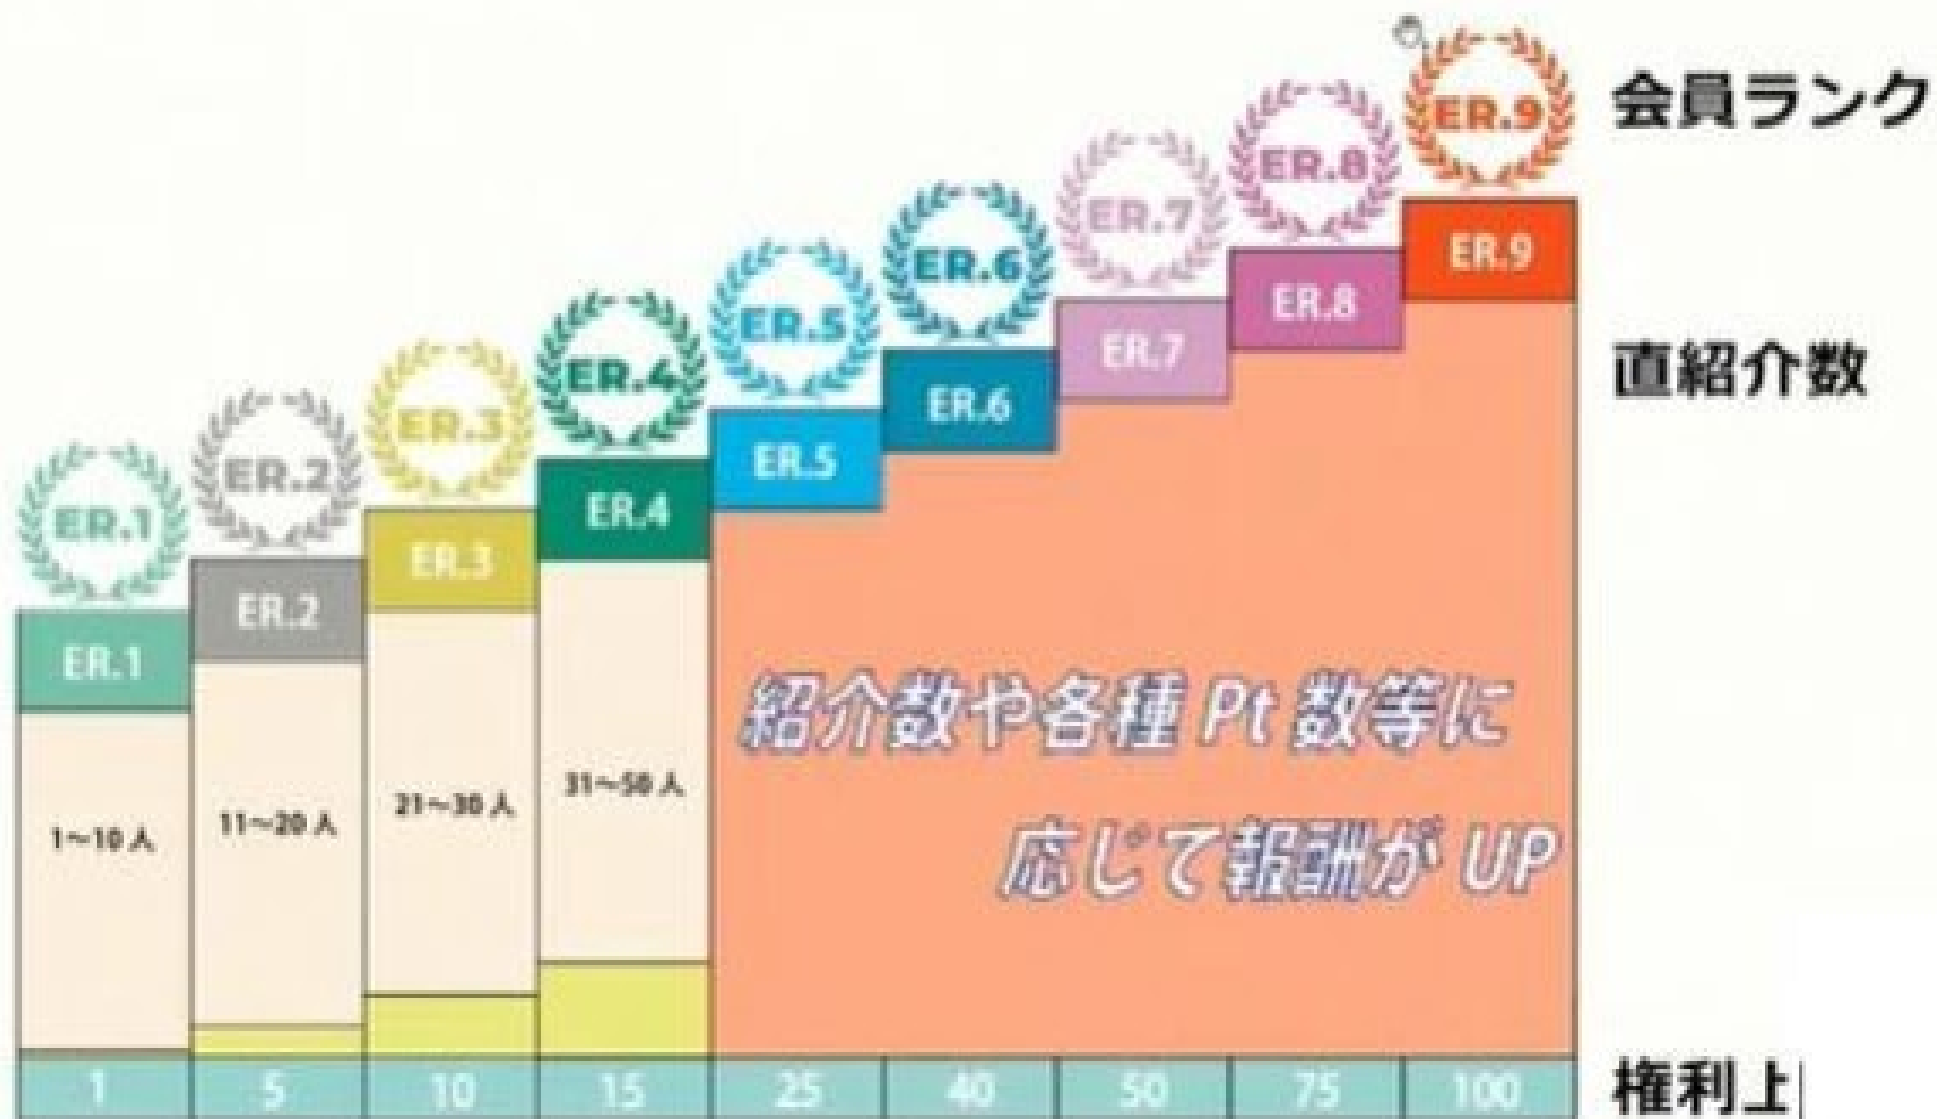 会員ランク
ER.9
ER.8
ER.7
ER.6
ER.5
ER.4
ER.3
ER.2
ER.1
ER.9
ER.8
ER.7
ER.6
ER.5
ER.4
ER.3
ER.2
ER.1
直紹介数
1～10人
11～20人
21～30人
31～50人
紹介数や各種 Pt 数等に
応じて報酬が UP
1 5 10 15 25 40 50 75 100
権利上